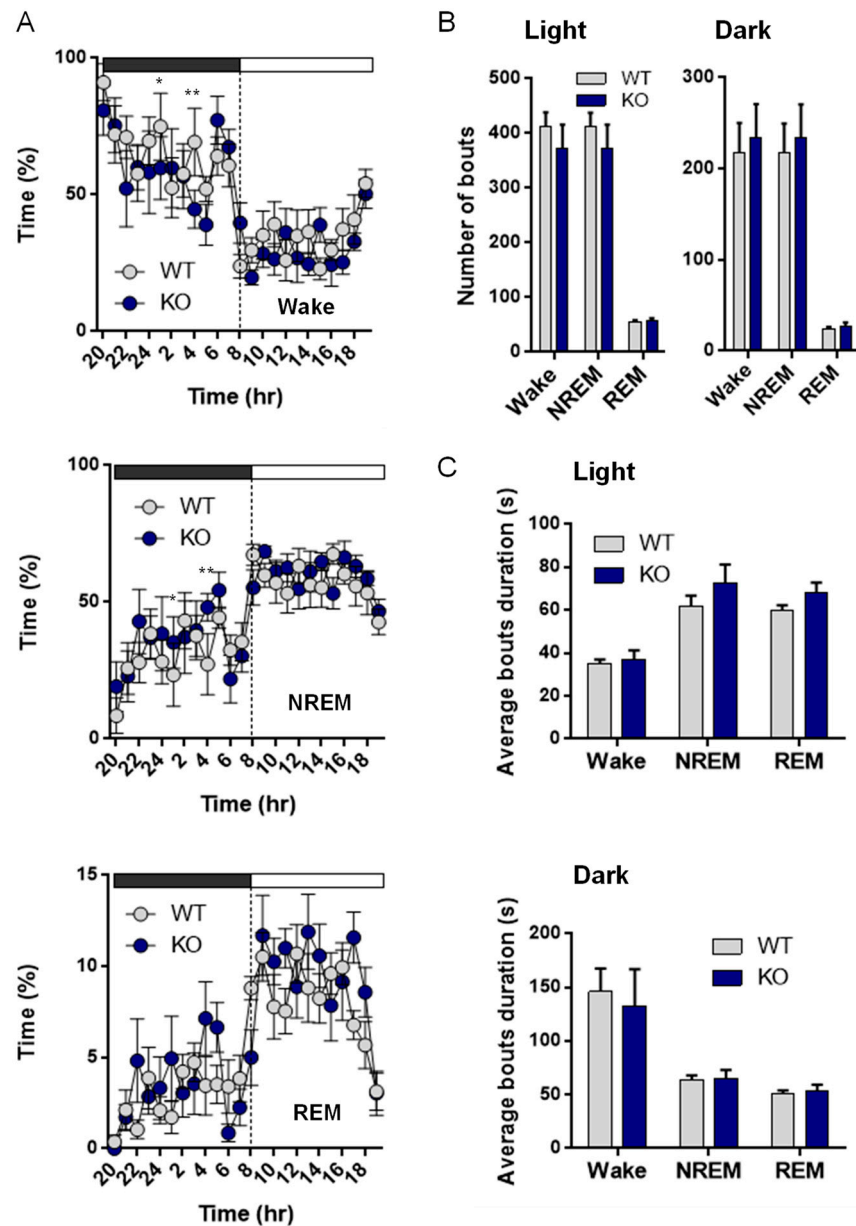 A
100
50
0
Time (%)
* **
WT
KO
Wake
20 22 24 2 4 6 8 10 12 14 16 18
Time (hr)
100
50
0
Time (%)
WT
KO
* **
NREM
20 22 24 2 4 6 8 10 12 14 16 18
Time (hr)
15
10
5
0
Time (%)
WT
KO
REM
20 22 24 2 4 6 8 10 12 14 16 18
Time (hr)
B
Light
500
400
300
200
100
0
Number of bouts
WT
KO
Wake NREM REM
Dark
300
200
100
0
Wake NREM REM
C
Light
100
80
60
40
20
0
Average bouts duration (s)
WT
KO
Wake NREM REM
Dark
200
150
100
50
0
Average bouts duration (s)
WT
KO
Wake NREM REM